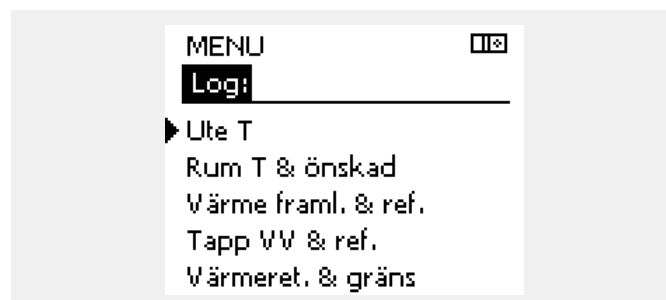 MENU
Log:
Ute T
Rum T & önskad
Värme framl. & ref.
Tapp VV & ref.
Värmeret. & gräns